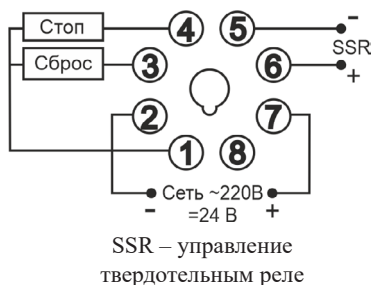 Стоп
4
5
-
SSR
Сброс
3
6
+
2
7
1
8
Сеть ~220В
- =24 В +
SSR – управление
твердотельным реле